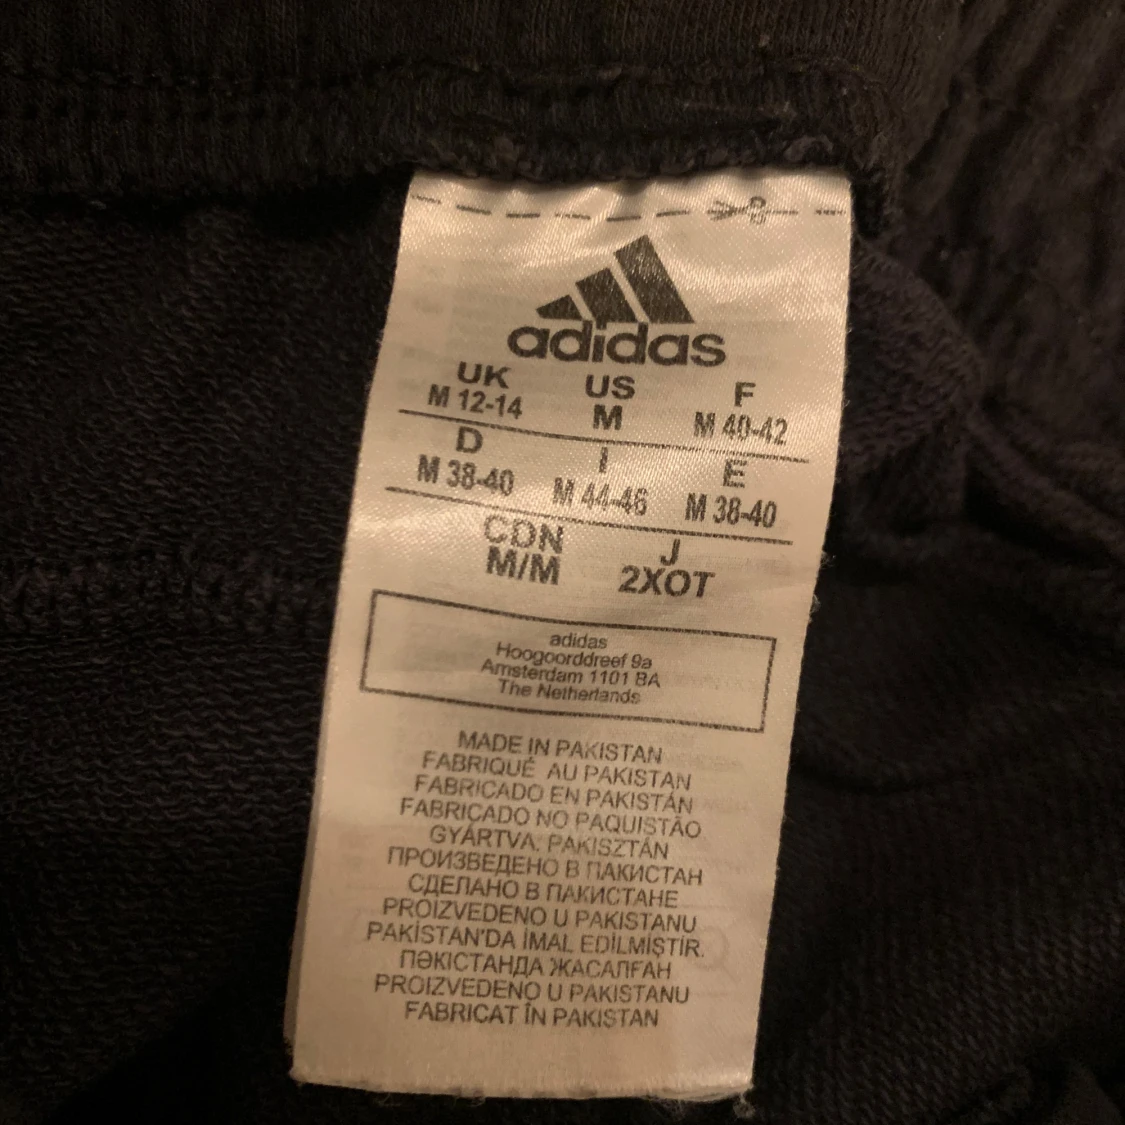 adidas
UK US F
M 12-14 M M 40-42
D I E
M 38-40 M 44-46 M 38-40
CDN J
M/M 2XOT
adidas
Hoogoorddreef 9a
Amsterdam 1101 BA
The Netherlands
MADE IN PAKISTAN
FABRIQUÉ AU PAKISTAN
FABRICADO EN PAKISTÁN
FABRICADO NO PAQUISTÃO
GYÁRTVA: PAKISZTÁN
ПРОИЗВЕДЕНО В ПАКИСТАН
СДЕЛАНО В ПАКИСТАНЕ
PROIZVEDENO U PAKISTANU
PAKİSTAN'DA İMAL EDİLMİŞTİR.
ПӘКІСТАНДА ЖАСАЛҒАН
PROIZVEDENO U PAKISTANU
FABRICAT ÎN PAKISTAN